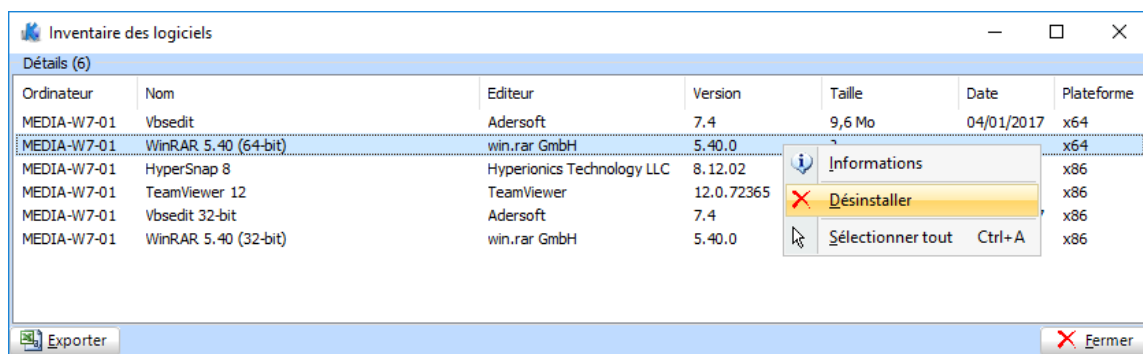 Inventaire des logiciels
Détails (6)
Ordinateur Nom Editeur Version Taille Date Plateforme
MEDIA-W7-01 Vbsedit Adersoft 7.4 9,6 Mo 04/01/2017 x64
MEDIA-W7-01 WinRAR 5.40 (64-bit) win.rar GmbH 5.40.0 x64
MEDIA-W7-01 HyperSnap 8 Hyperionics Technology LLC 8.12.02 x86
MEDIA-W7-01 TeamViewer 12 TeamViewer 12.0.72365 x86
MEDIA-W7-01 Vbsedit 32-bit Adersoft 7.4 x86
MEDIA-W7-01 WinRAR 5.40 (32-bit) win.rar GmbH 5.40.0 x86
Informations
Désinstaller
Sélectionner tout Ctrl+A
Exporter Fermer